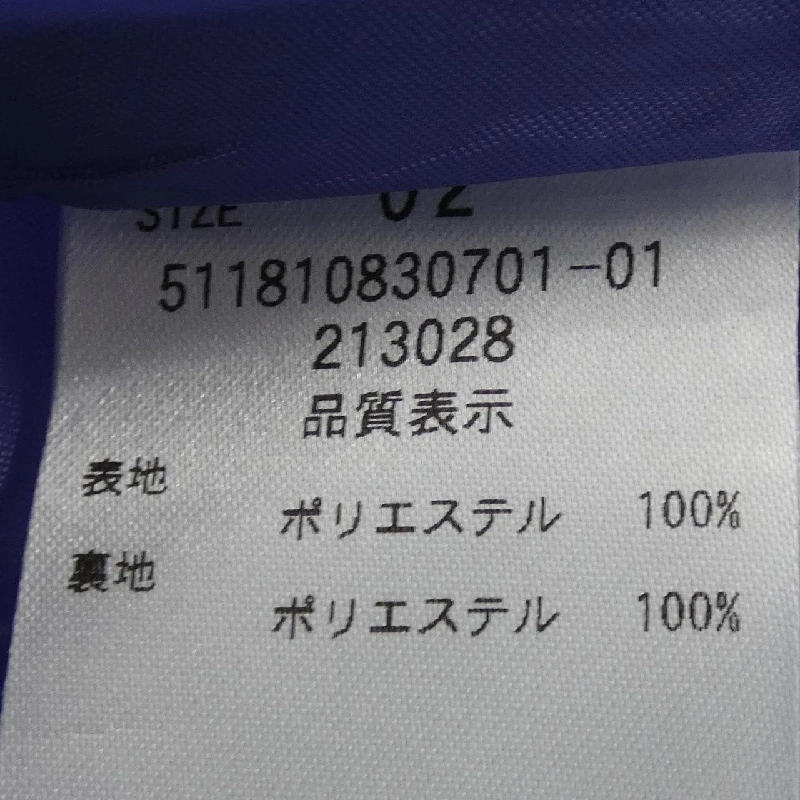 SIZE 02
511810830701-01
213028
品質表示
表地
ポリエステル 100%
裏地
ポリエステル 100%